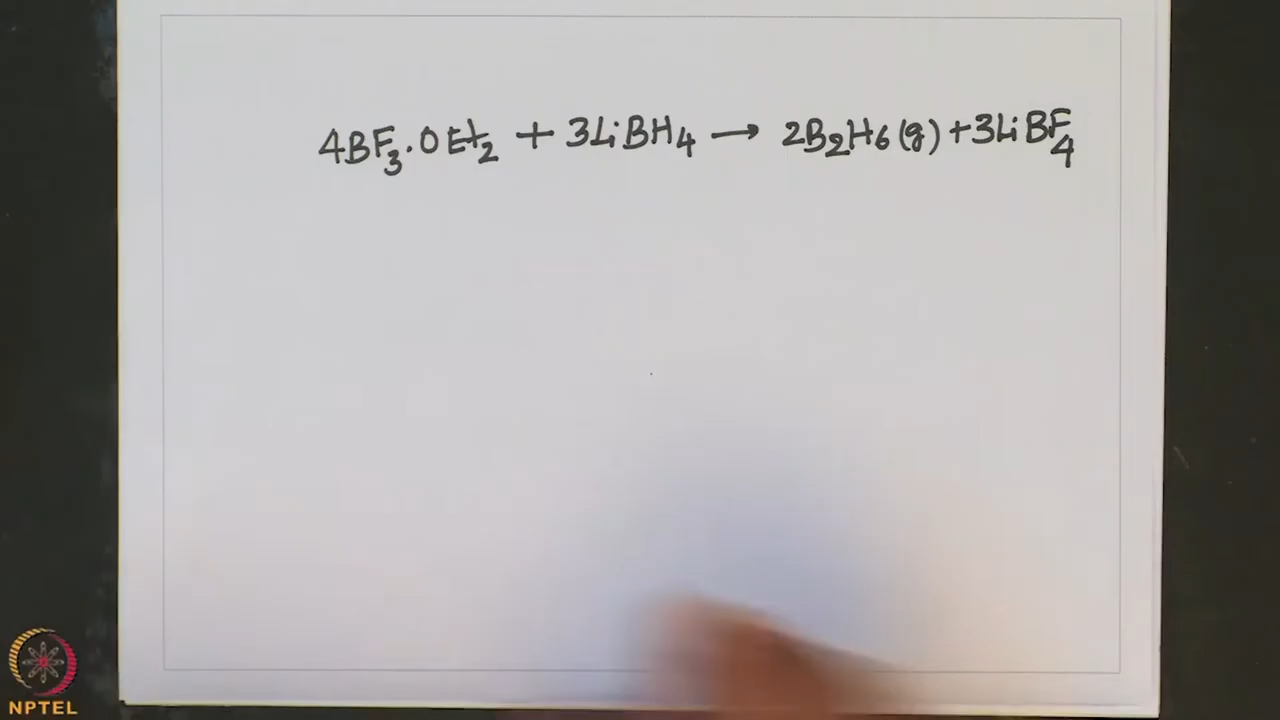 4BF₃.OEt₂ + 3LiBH₄ → 2B₂H₆(g) + 3LiBF₄
NPTEL